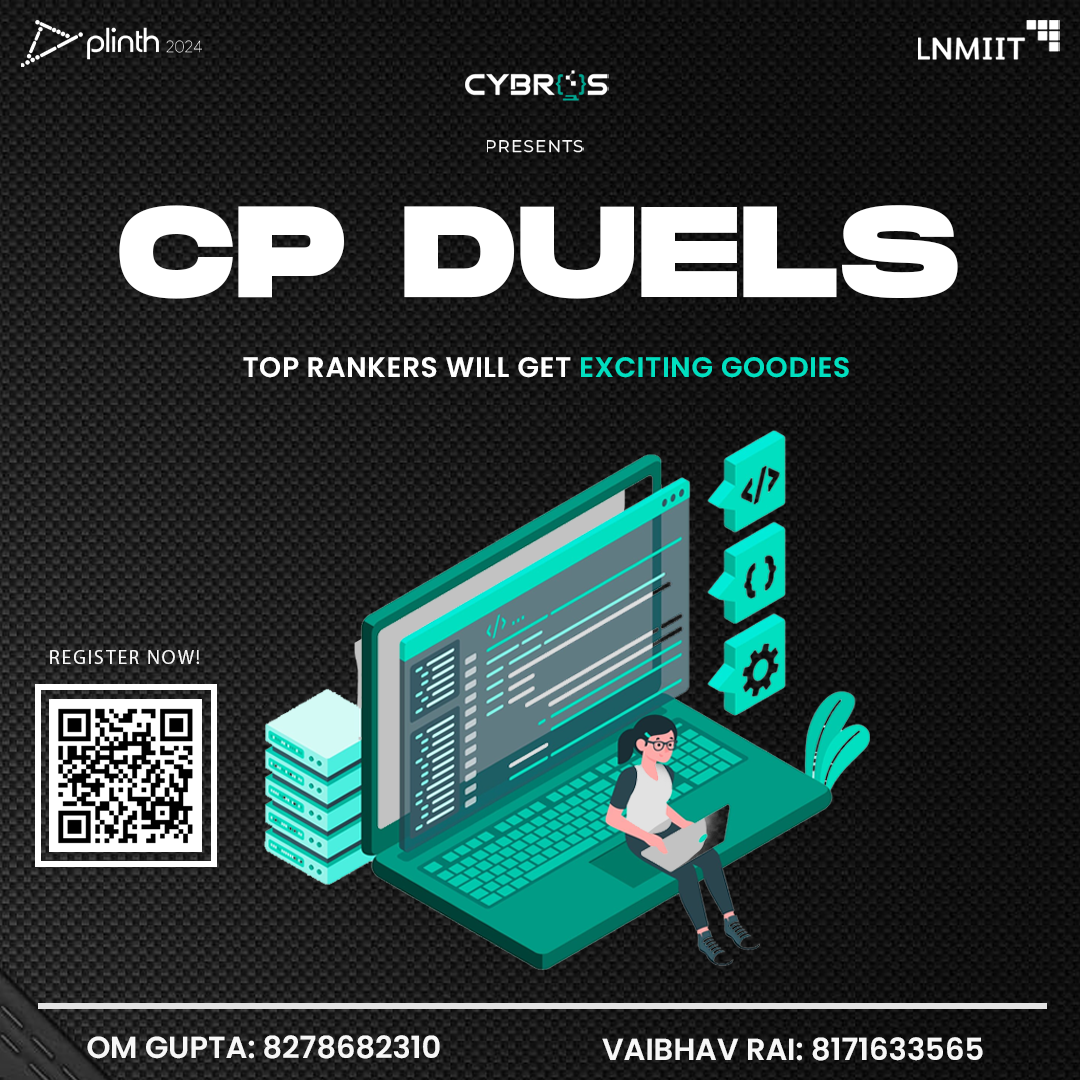 plinth 2024
LNMIIT
CYBROS
PRESENTS
CP DUELS
TOP RANKERS WILL GET EXCITING GOODIES
</>
REGISTER NOW!
OM GUPTA: 8278682310
VAIBHAV RAI: 8171633565